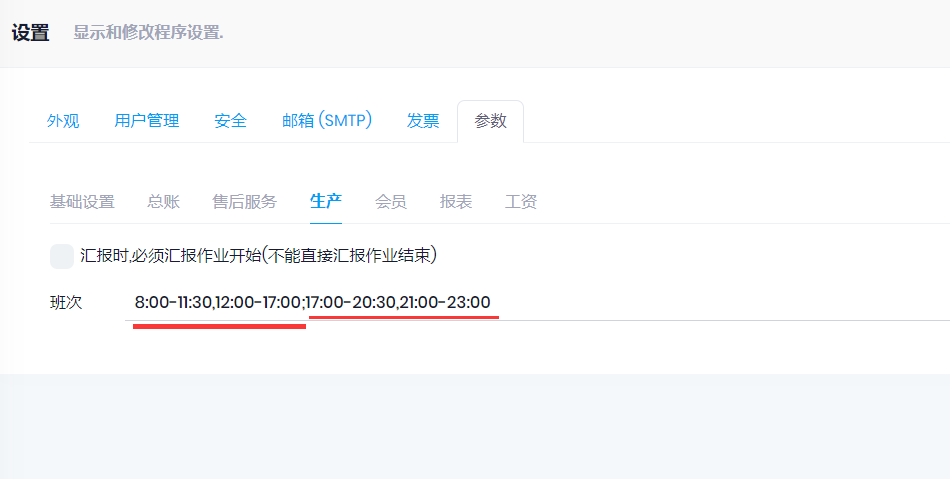 设置 显示和修改程序设置.
外观 用户管理 安全 邮箱 (SMTP) 发票 参数
基础设置 总账 售后服务 生产 会员 报表 工资
汇报时,必须汇报作业开始(不能直接汇报作业结束)
班次 8:00-11:30,12:00-17:00;17:00-20:30,21:00-23:00